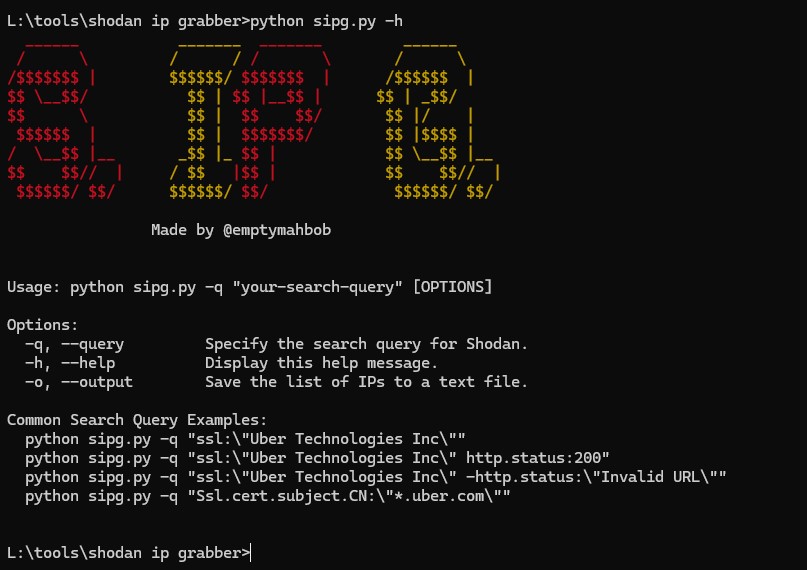 L:\tools\shodan ip grabber>python sipg.py -h
SIPG
Made by @emptymahbob
Usage: python sipg.py -q "your-search-query" [OPTIONS]
Options:
-q, --query Specify the search query for Shodan.
-h, --help Display this help message.
-o, --output Save the list of IPs to a text file.
Common Search Query Examples:
python sipg.py -q "ssl:\"Uber Technologies Inc\""
python sipg.py -q "ssl:\"Uber Technologies Inc\" http.status:200"
python sipg.py -q "ssl:\"Uber Technologies Inc\" -http.status:\"Invalid URL\""
python sipg.py -q "Ssl.cert.subject.CN:\"*.uber.com\""
L:\tools\shodan ip grabber>